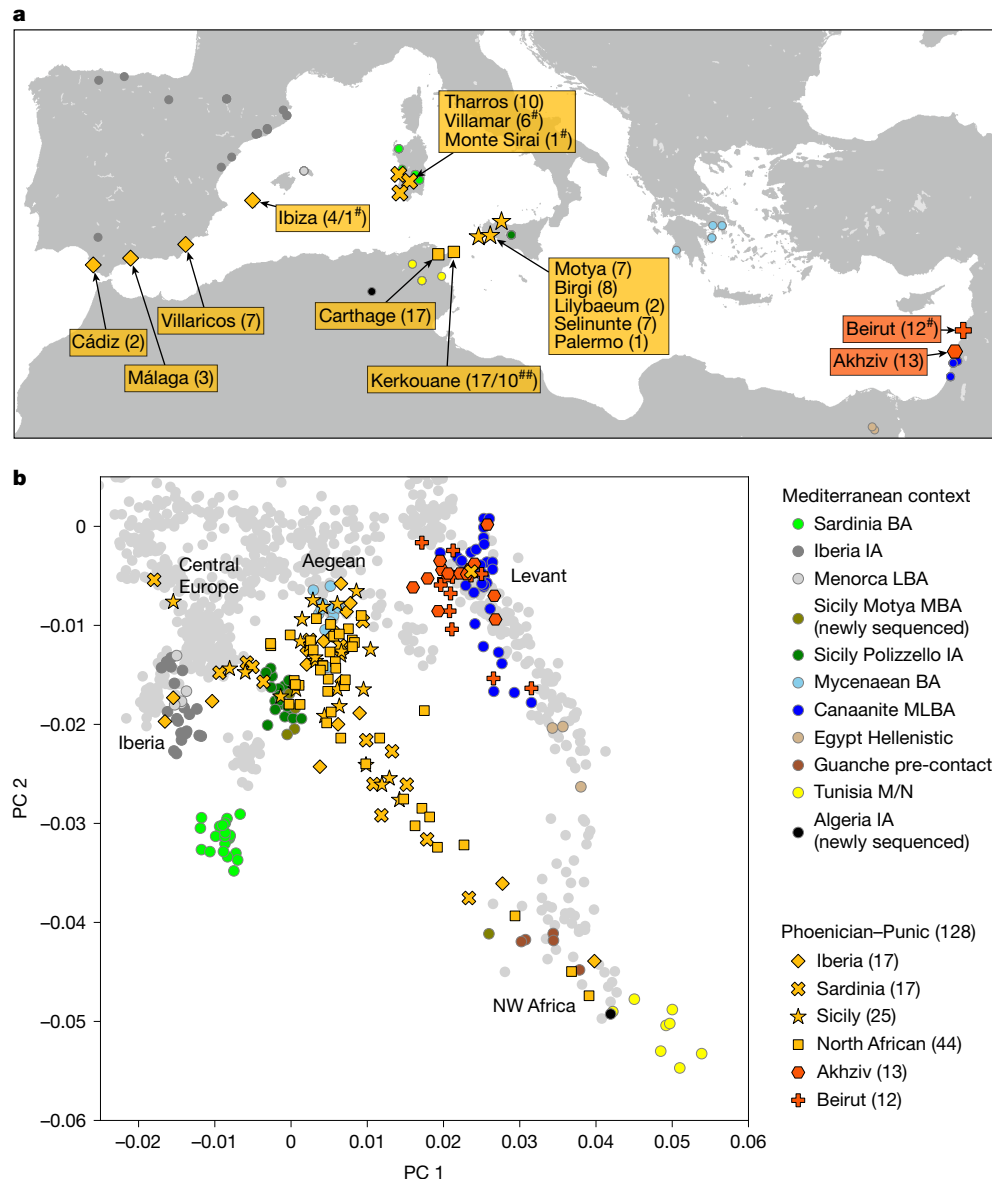 a
Tharros (10)
Villamar (6#)
Monte Sirai (1#)
Ibiza (4/1#)
Carthage (17)
Villaricos (7)
Cádiz (2)
Málaga (3)
Kerkouane (17/10##)
Motya (7)
Birgi (8)
Lilybaeum (2)
Selinunte (7)
Palermo (1)
Beirut (12#)
Akhziv (13)
b
0
−0.01
−0.02
−0.03
−0.04
−0.05
−0.06
PC 2
Central
Europe
Aegean
Levant
Iberia
NW Africa
−0.02
−0.01
0
0.01
0.02
0.03
0.04
0.05
0.06
PC 1
Mediterranean context
Sardinia BA
Iberia IA
Menorca LBA
Sicily Motya MBA
(newly sequenced)
Sicily Polizzello IA
Mycenaean BA
Canaanite MLBA
Egypt Hellenistic
Guanche pre-contact
Tunisia M/N
Algeria IA
(newly sequenced)
Phoenician–Punic (128)
Iberia (17)
Sardinia (17)
Sicily (25)
North African (44)
Akhziv (13)
Beirut (12)